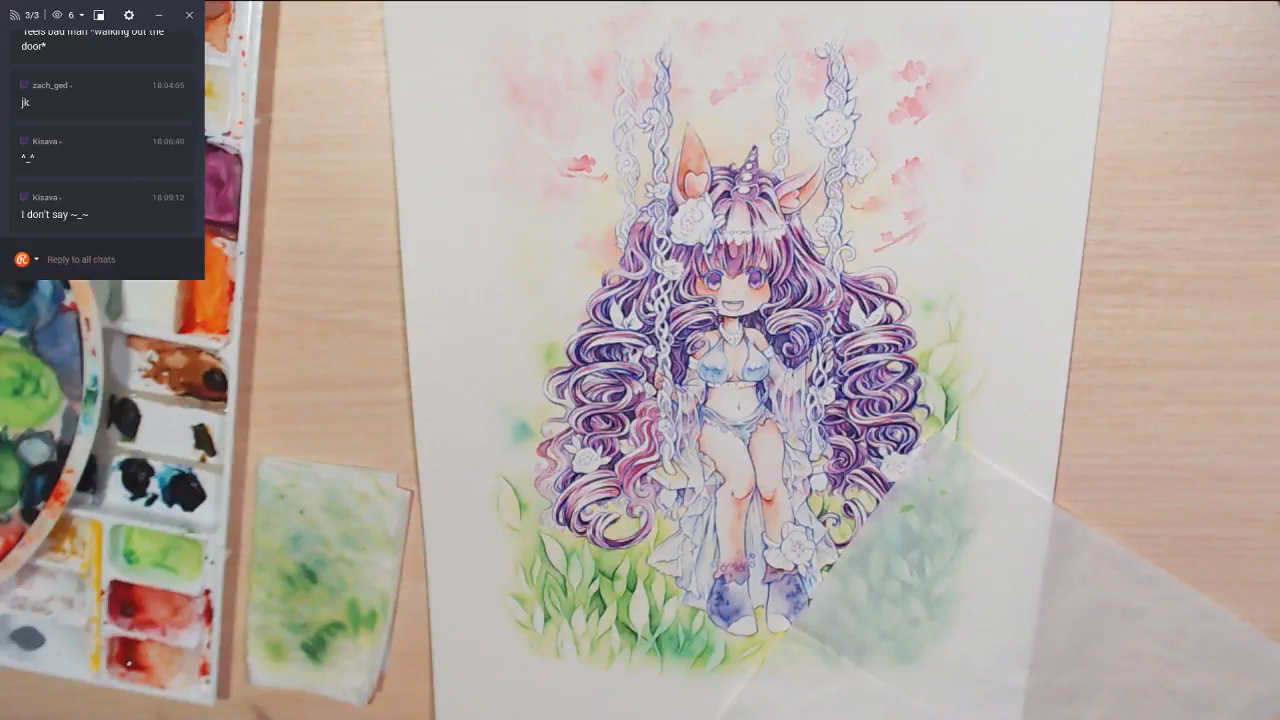 3/3 6
feels bad man *walking out the
door*
zach_ged 18:04:05
jk
Kisava 18:06:40
^_^
Kisava 18:09:12
I don't say ~_~
Reply to all chats